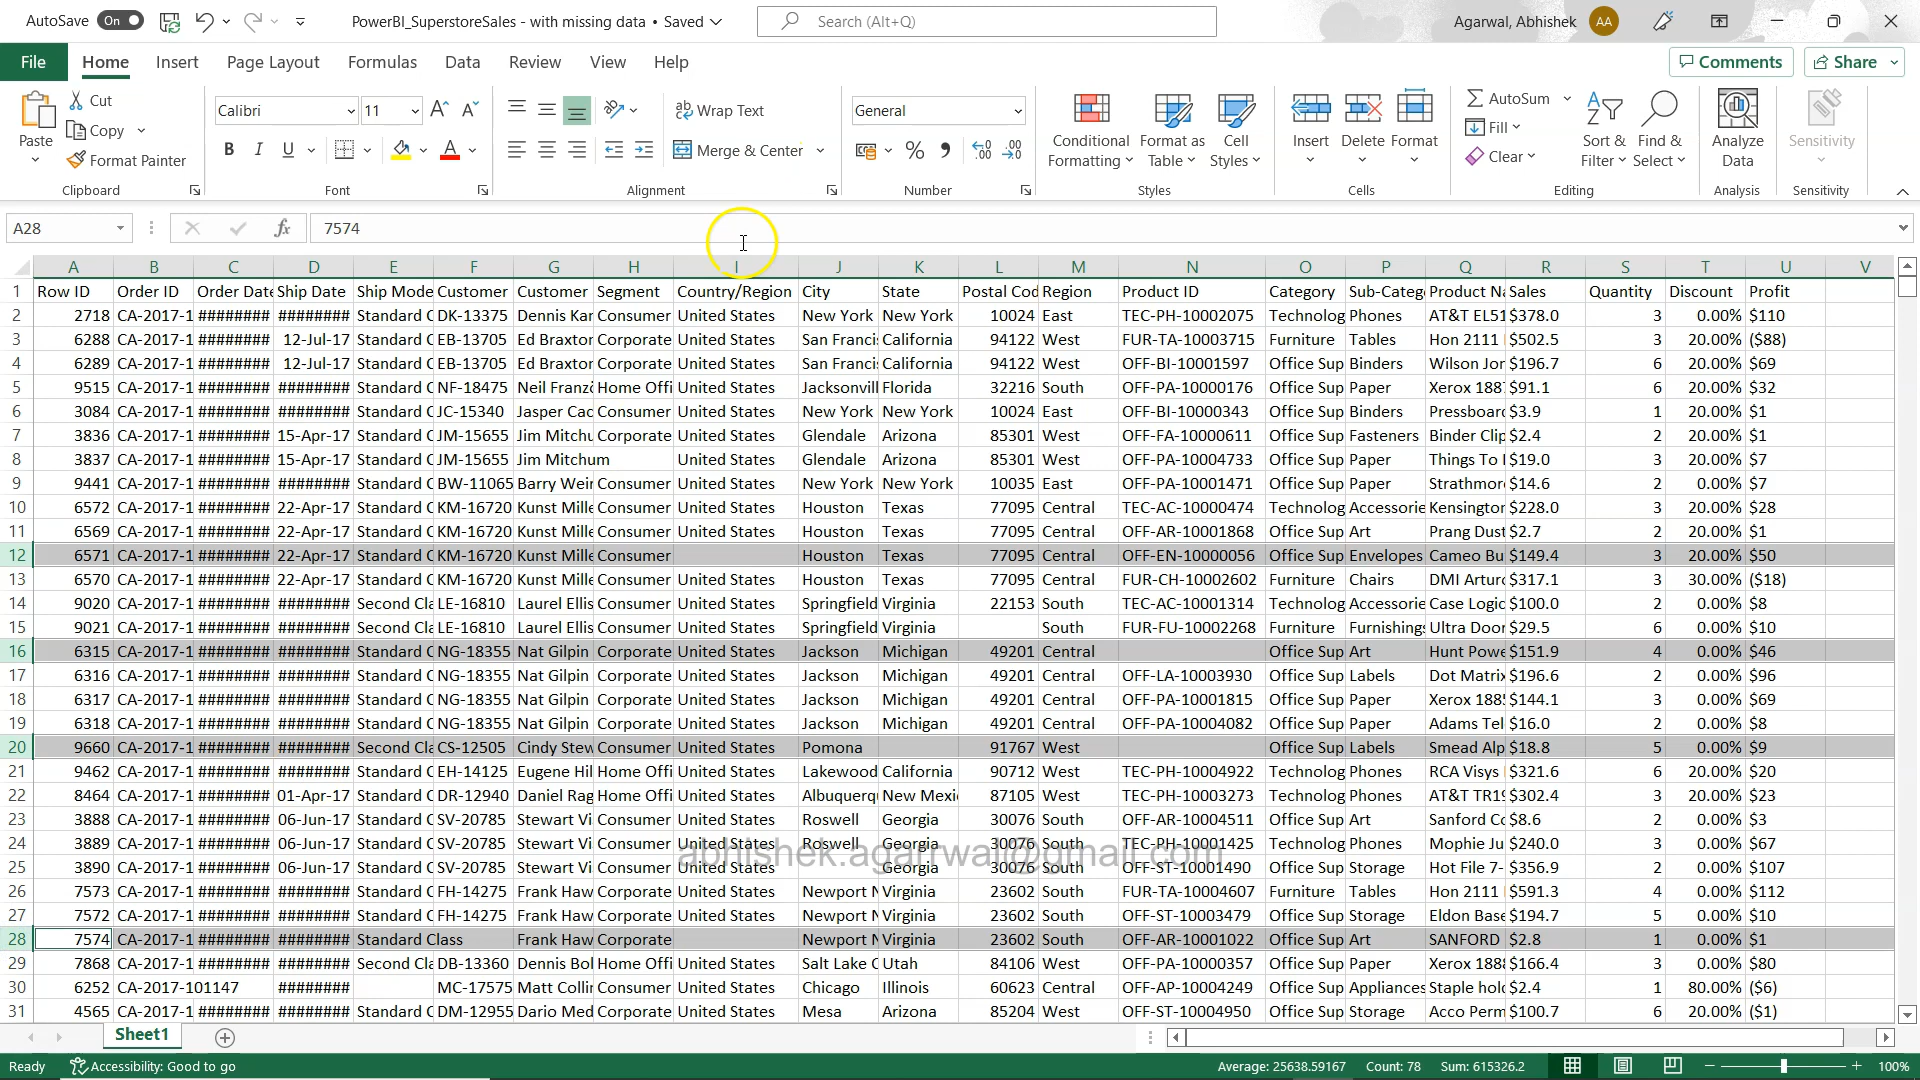 AutoSave On PowerBI_SuperstoreSales - with missing data • Saved Search (Alt+Q) Agarwal, Abhishek AA
File Home Insert Page Layout Formulas Data Review View Help Comments Share
Paste Cut Copy Format Painter Clipboard
Calibri 11 B I U Font
Wrap Text Merge & Center Alignment
General % Number
Conditional Formatting Format as Table Cell Styles Styles
Insert Delete Format Cells
AutoSum Fill Clear Sort & Filter Find & Select Editing
Analyze Data Analysis
Sensitivity Sensitivity
A28 fx 7574
A B C D E F G H I J K L M N O P Q R S T U V
1 Row ID Order ID Order Date Ship Date Ship Mode Customer Customer Segment Country/Region City State Postal Cod Region Product ID Category Sub-Categ Product Na Sales Quantity Discount Profit
2 2718 CA-2017-1 ######## ######## Standard C DK-13375 Dennis Kar Consumer United States New York New York 10024 East TEC-PH-10002075 Technolog Phones AT&T EL51 $378.0 3 0.00% $110
3 6288 CA-2017-1 ######## 12-Jul-17 Standard C EB-13705 Ed Braxton Corporate United States San Francis California 94122 West FUR-TA-10003715 Furniture Tables Hon 2111 $502.5 3 20.00% ($88)
4 6289 CA-2017-1 ######## 12-Jul-17 Standard C EB-13705 Ed Braxton Corporate United States San Francis California 94122 West OFF-BI-10001597 Office Sup Binders Wilson Jon $196.7 6 20.00% $69
5 9515 CA-2017-1 ######## ######## Standard C NF-18475 Neil Franzö Home Offi United States Jacksonvill Florida 32216 South OFF-PA-10000176 Office Sup Paper Xerox 1887 $91.1 6 20.00% $32
6 3084 CA-2017-1 ######## ######## Standard C JC-15340 Jasper Cac Consumer United States New York New York 10024 East OFF-BI-10000343 Office Sup Binders Pressboard $3.9 1 20.00% $1
7 3836 CA-2017-1 ######## 15-Apr-17 Standard C JM-15655 Jim Mitchu Corporate United States Glendale Arizona 85301 West OFF-FA-10000611 Office Sup Fasteners Binder Clip $2.4 2 20.00% $1
8 3837 CA-2017-1 ######## 15-Apr-17 Standard C JM-15655 Jim Mitchum United States Glendale Arizona 85301 West OFF-PA-10004733 Office Sup Paper Things To $19.0 3 20.00% $7
9 9441 CA-2017-1 ######## ######## Standard C BW-11065 Barry Wein Consumer United States New York New York 10035 East OFF-PA-10001471 Office Sup Paper Strathmor $14.6 2 0.00% $7
10 6572 CA-2017-1 ######## 22-Apr-17 Standard C KM-16720 Kunst Mille Consumer United States Houston Texas 77095 Central TEC-AC-10000474 Technolog Accessorie Kensington $228.0 3 20.00% $28
11 6569 CA-2017-1 ######## 22-Apr-17 Standard C KM-16720 Kunst Mille Consumer United States Houston Texas 77095 Central OFF-AR-10001868 Office Sup Art Prang Dust $2.7 2 20.00% $1
12 6571 CA-2017-1 ######## 22-Apr-17 Standard C KM-16720 Kunst Mille Consumer Houston Texas 77095 Central OFF-EN-10000056 Office Sup Envelopes Cameo Bu $149.4 3 20.00% $50
13 6570 CA-2017-1 ######## 22-Apr-17 Standard C KM-16720 Kunst Mille Consumer United States Houston Texas 77095 Central FUR-CH-10002602 Furniture Chairs DMI Arturo $317.1 3 30.00% ($18)
14 9020 CA-2017-1 ######## ######## Second Cla LE-16810 Laurel Ellis Consumer United States Springfield Virginia 22153 South TEC-AC-10001314 Technolog Accessorie Case Logic $100.0 2 0.00% $8
15 9021 CA-2017-1 ######## ######## Second Cla LE-16810 Laurel Ellis Consumer United States Springfield Virginia South FUR-FU-10002268 Furniture Furnishings Ultra Door $29.5 6 0.00% $10
16 6315 CA-2017-1 ######## ######## Standard C NG-18355 Nat Gilpin Corporate United States Jackson Michigan 49201 Central Office Sup Art Hunt Powe $151.9 4 0.00% $46
17 6316 CA-2017-1 ######## ######## Standard C NG-18355 Nat Gilpin Corporate United States Jackson Michigan 49201 Central OFF-LA-10003930 Office Sup Labels Dot Matrix $196.6 2 0.00% $96
18 6317 CA-2017-1 ######## ######## Standard C NG-18355 Nat Gilpin Corporate United States Jackson Michigan 49201 Central OFF-PA-10001815 Office Sup Paper Xerox 1885 $144.1 3 0.00% $69
19 6318 CA-2017-1 ######## ######## Standard C NG-18355 Nat Gilpin Corporate United States Jackson Michigan 49201 Central OFF-PA-10004082 Office Sup Paper Adams Tel $16.0 2 0.00% $8
20 9660 CA-2017-1 ######## ######## Second Cla CS-12505 Cindy Stew Consumer United States Pomona 91767 West Office Sup Labels Smead Alp $18.8 5 0.00% $9
21 9462 CA-2017-1 ######## ######## Standard C EH-14125 Eugene Hil Home Offi United States Lakewood California 90712 West TEC-PH-10004922 Technolog Phones RCA Visys $321.6 6 20.00% $20
22 8464 CA-2017-1 ######## 01-Apr-17 Standard C DR-12940 Daniel Rag Home Offi United States Albuquerq New Mexi 87105 West TEC-PH-10003273 Technolog Phones AT&T TR19 $302.4 3 20.00% $23
23 3888 CA-2017-1 ######## 06-Jun-17 Standard C SV-20785 Stewart Vi Consumer United States Roswell Georgia 30076 South OFF-AR-10004511 Office Sup Art Sanford Co $8.6 2 0.00% $3
24 3889 CA-2017-1 ######## 06-Jun-17 Standard C SV-20785 Stewart Vi Consumer United States Roswell Georgia 30076 South TEC-PH-10001425 Technolog Phones Mophie Ju $240.0 3 0.00% $67
abhishek.agarrwal@gmail.com
25 3890 CA-2017-1 ######## 06-Jun-17 Standard C SV-20785 Stewart Vi Consumer United States Georgia 30076 South OFF-ST-10001490 Office Sup Storage Hot File 7- $356.9 2 0.00% $107
26 7573 CA-2017-1 ######## ######## Standard C FH-14275 Frank Haw Corporate United States Newport N Virginia 23602 South FUR-TA-10004607 Furniture Tables Hon 2111 $591.3 4 0.00% $112
27 7572 CA-2017-1 ######## ######## Standard C FH-14275 Frank Haw Corporate United States Newport N Virginia 23602 South OFF-ST-10003479 Office Sup Storage Eldon Base $194.7 5 0.00% $10
28 7574 CA-2017-1 ######## ######## Standard Class Frank Haw Corporate Newport N Virginia 23602 South OFF-AR-10001022 Office Sup Art SANFORD $2.8 1 0.00% $1
29 7868 CA-2017-1 ######## ######## Second Cla DB-13360 Dennis Bol Home Offi United States Salt Lake C Utah 84106 West OFF-PA-10000357 Office Sup Paper Xerox 188 $166.4 3 0.00% $80
30 6252 CA-2017-101147 ######## MC-17575 Matt Collin Consumer United States Chicago Illinois 60623 Central OFF-AP-10004249 Office Sup Appliances Staple hold $2.4 1 80.00% ($6)
31 4565 CA-2017-1 ######## ######## Standard C DM-12955 Dario Med Corporate United States Mesa Arizona 85204 West OFF-ST-10004950 Office Sup Storage Acco Perm $100.7 6 20.00% ($1)
Sheet1
Ready Accessibility: Good to go Average: 25638.59167 Count: 78 Sum: 615326.2 100%